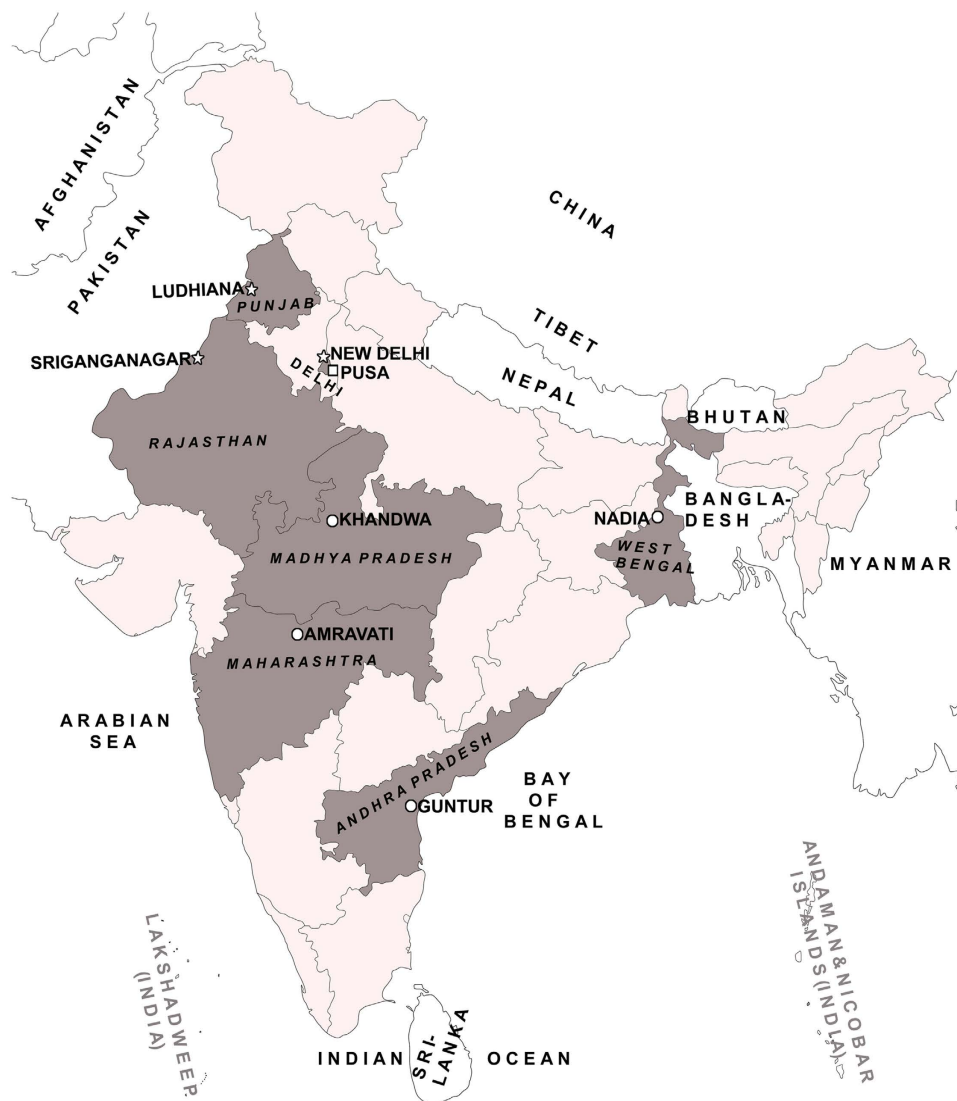 AFGHANISTAN
PAKISTAN
CHINA
TIBET
NEPAL
BHUTAN
BANGLA-
DESH
MYANMAR
LUDHIANA
PUNJAB
SRIGANGANAGAR
NEW DELHI
PUSA
DELHI
RAJASTHAN
KHANDWA
MADHYA PRADESH
NADIA
WEST
BENGAL
AMRAVATI
MAHARASHTRA
ARABIAN
SEA
ANDHRA PRADESH
GUNTUR
BAY
OF
BENGAL
LAKSHADWEEP
(INDIA)
ANDAMAN&NICOBAR
ISLANDS(INDIA)
INDIAN OCEAN
SRI-
LANKA